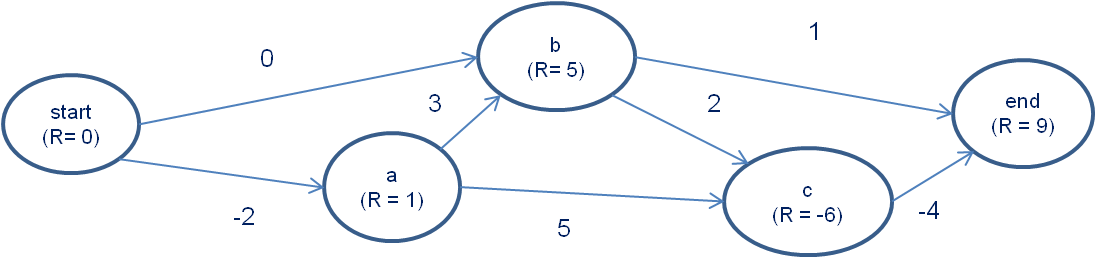 start
(R= 0)
0
-2
a
(R = 1)
3
b
(R= 5)
5
2
1
c
(R = -6)
-4
end
(R = 9)